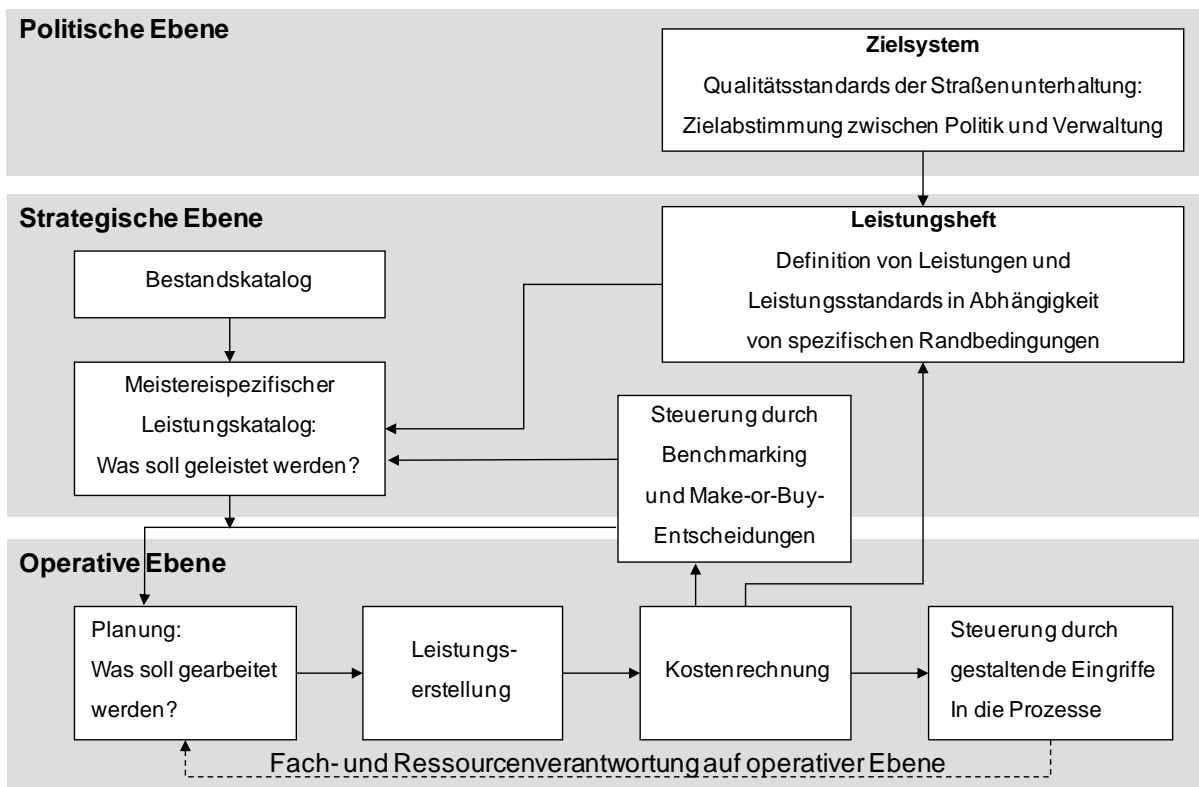 Politische Ebene
Zielsystem
Qualitätsstandards der Straßenunterhaltung:
Zielabstimmung zwischen Politik und Verwaltung
Strategische Ebene
Leistungsheft
Definition von Leistungen und
Leistungsstandards in Abhängigkeit
von spezifischen Randbedingungen
Bestandskatalog
Meistereispezifischer
Leistungskatalog:
Was soll geleistet werden?
Steuerung durch
Benchmarking
und Make-or-Buy-
Entscheidungen
Operative Ebene
Planung:
Was soll gearbeitet
werden?
Leistungs-
erstellung
Kostenrechnung
Steuerung durch
gestaltende Eingriffe
In die Prozesse
Fach- und Ressourcenverantwortung auf operativer Ebene